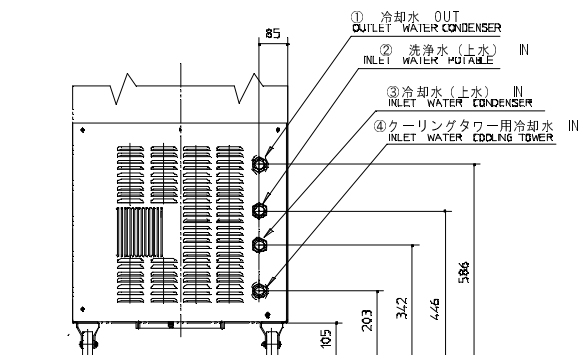 ① 冷却水 OUT
OUTLET WATER CONDENSER
85
② 洗浄水（上水） IN
INLET WATER POTABLE
③冷却水（上水） IN
INLET WATER CONDENSER
④クーリングタワー用冷却水 IN
INLET WATER COOLING TOWER
586
446
342
203
105